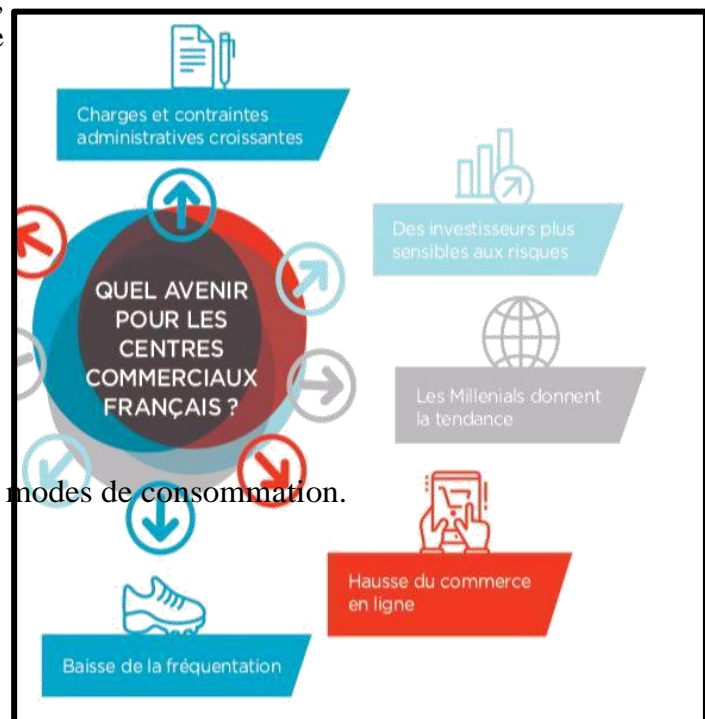 ,
e
Charges et contraintes
administratives croissantes
Des investisseurs plus
sensibles aux risques
QUEL AVENIR
POUR LES
CENTRES
COMMERCIAUX
FRANÇAIS ?
Les Millenials donnent
la tendance
modes de consommation.
Hausse du commerce
en ligne
Baisse de la fréquentation